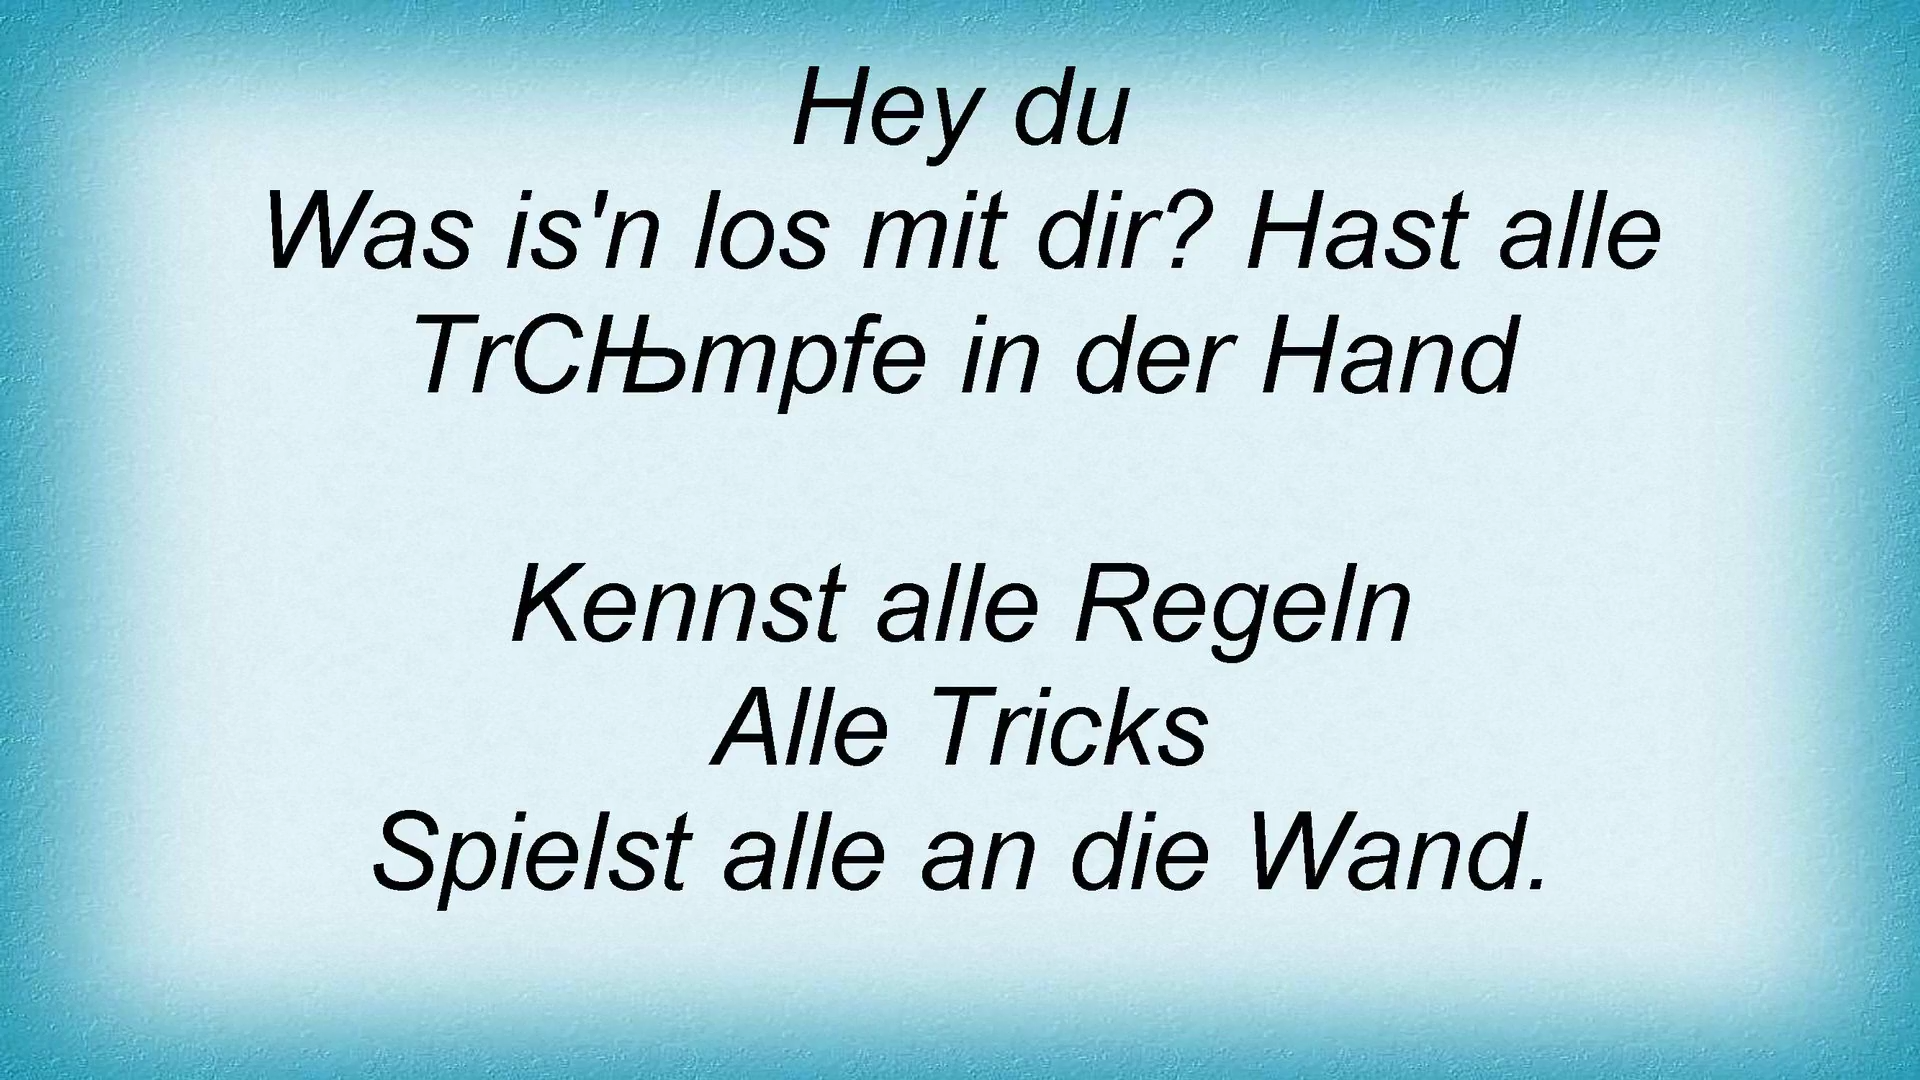 Hey du
Was is'n los mit dir? Hast alle
TrCЊmpfe in der Hand
Kennst alle Regeln
Alle Tricks
Spielst alle an die Wand.